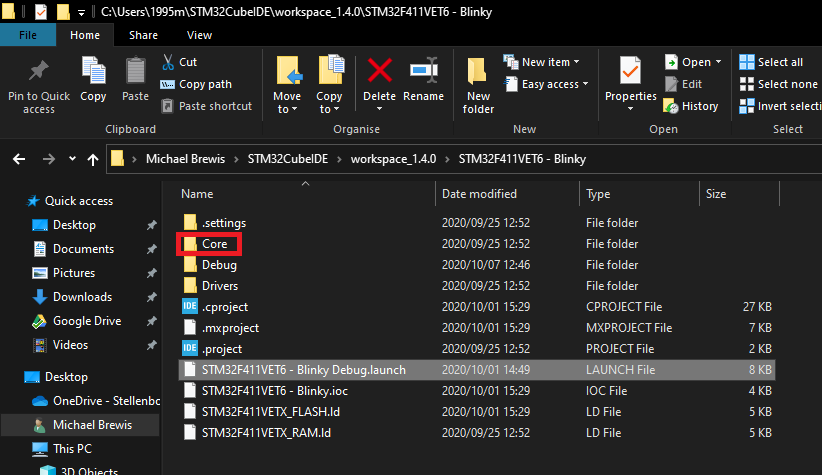 C:\Users\1995m\STM32CubeIDE\workspace_1.4.0\STM32F411VET6 - Blinky
File Home Share View
Pin to Quick access
Copy
Paste
Cut
Copy path
Paste shortcut
Clipboard
Move to
Copy to
Delete
Rename
Organise
New folder
New item
Easy access
New
Properties
Open
Edit
History
Open
Select all
Select none
Invert selecti
Select
Michael Brewis > STM32CubeIDE > workspace_1.4.0 > STM32F411VET6 - Blinky
Quick access
Desktop
Documents
Pictures
Downloads
Google Drive
Videos
Desktop
OneDrive - Stellenbo
Michael Brewis
This PC
3D Objects
Name Date modified Type Size
.settings 2020/09/25 12:52 File folder
Core 2020/09/25 12:52 File folder
Debug 2020/10/07 12:46 File folder
Drivers 2020/09/25 12:52 File folder
IDE .cproject 2020/10/01 15:29 CPROJECT File 27 KB
.mxproject 2020/10/01 15:29 MXPROJECT File 7 KB
IDE .project 2020/09/25 12:52 PROJECT File 2 KB
STM32F411VET6 - Blinky Debug.launch 2020/10/01 14:49 LAUNCH File 8 KB
STM32F411VET6 - Blinky.ioc 2020/10/01 15:29 IOC File 4 KB
STM32F411VETX_FLASH.ld 2020/10/01 15:29 LD File 5 KB
STM32F411VETX_RAM.ld 2020/09/25 12:52 LD File 5 KB